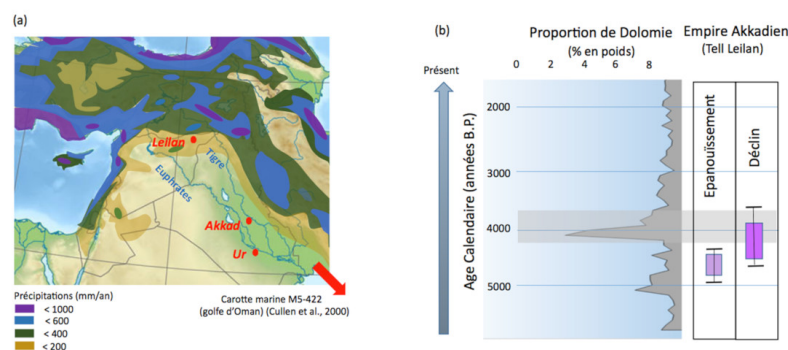 (a)
Leilan
Tigre
Euphrates
Akkad
Ur
Précipitations (mm/an)
< 1000
< 600
< 400
< 200
Carotte marine M5-422
(golfe d'Oman) (Cullen et al., 2000)
(b)
Proportion de Dolomie
(% en poids)
Empire Akkadien
(Tell Leilan)
Présent
0 2 4 6 8
Age Calendaire (années B.P.)
2000
3000
4000
5000
Epanouissement
Déclin